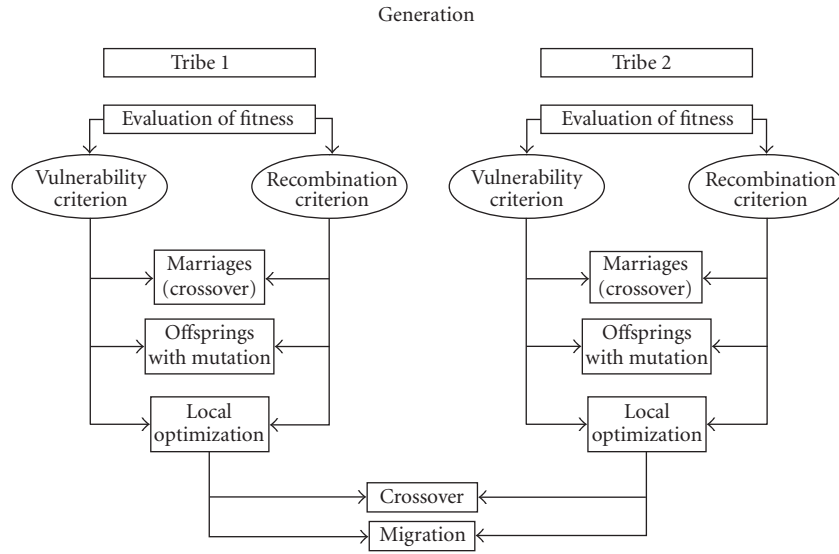 Generation
Tribe 1
Tribe 2
Evaluation of fitness
Evaluation of fitness
Vulnerability
criterion
Recombination
criterion
Vulnerability
criterion
Recombination
criterion
Marriages
(crossover)
Marriages
(crossover)
Offsprings
with mutation
Offsprings
with mutation
Local
optimization
Local
optimization
Crossover
Migration